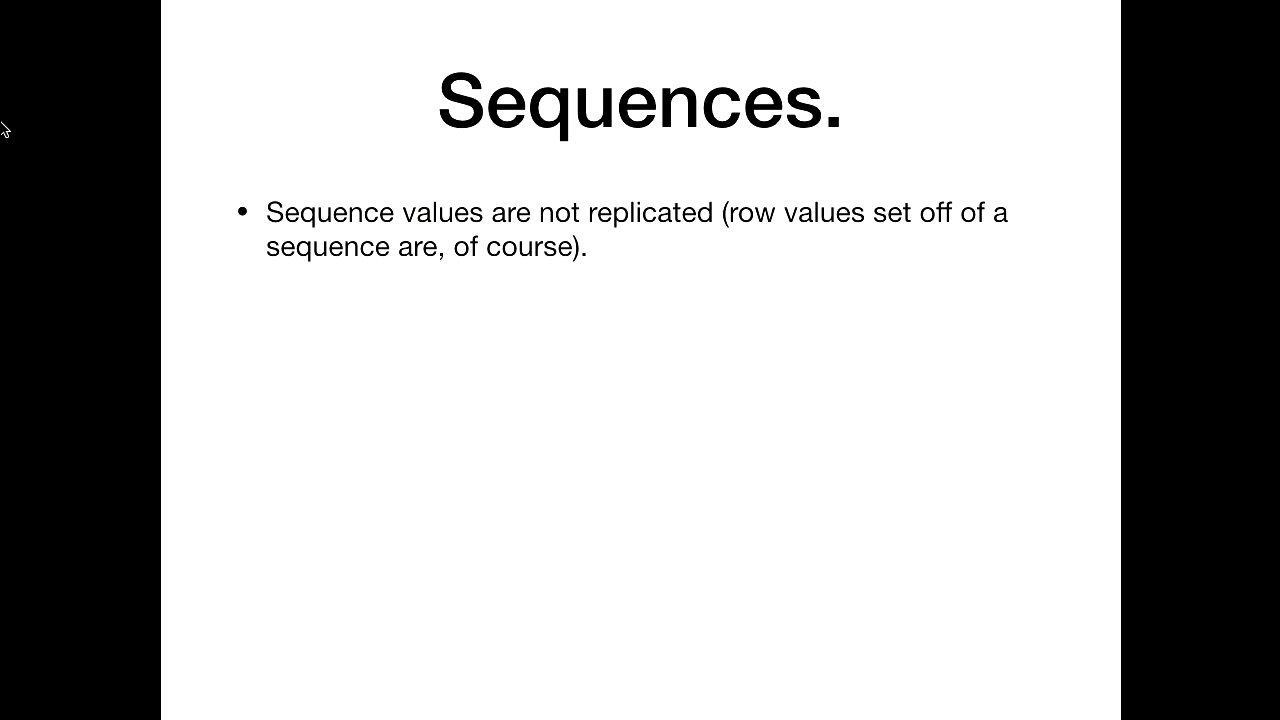 Sequences.
• Sequence values are not replicated (row values set off of a
sequence are, of course).